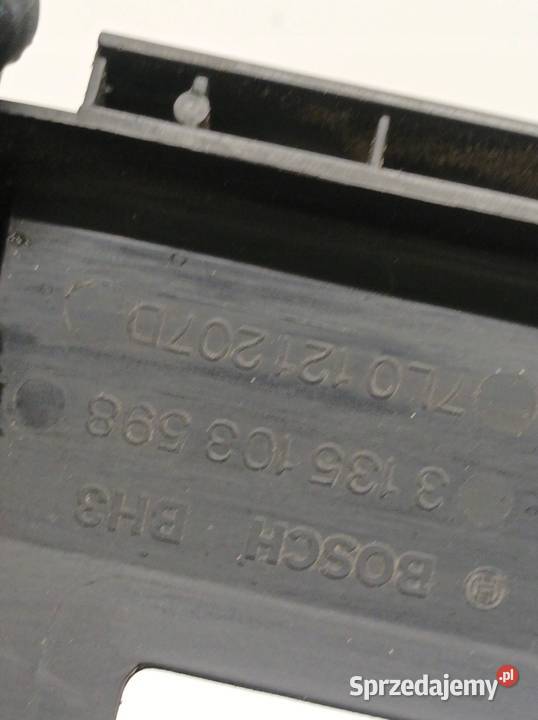 BOSCH BH3
3 135 103 598
7L0 121 207D
Sprzedajemy.pl